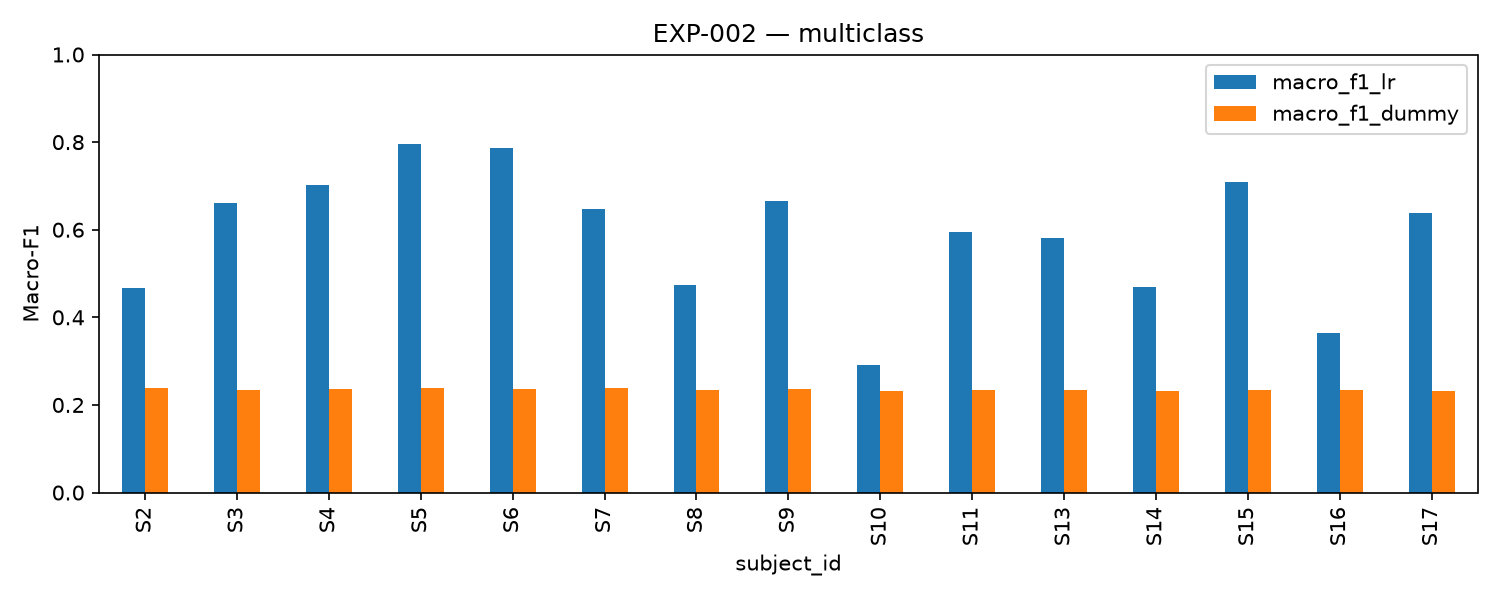 EXP-002 — multiclass
macro_f1_lr
macro_f1_dummy
Macro-F1
1.0
0.8
0.6
0.4
0.2
0.0
S2 S3 S4 S5 S6 S7 S8 S9 S10 S11 S13 S14 S15 S16 S17
subject_id